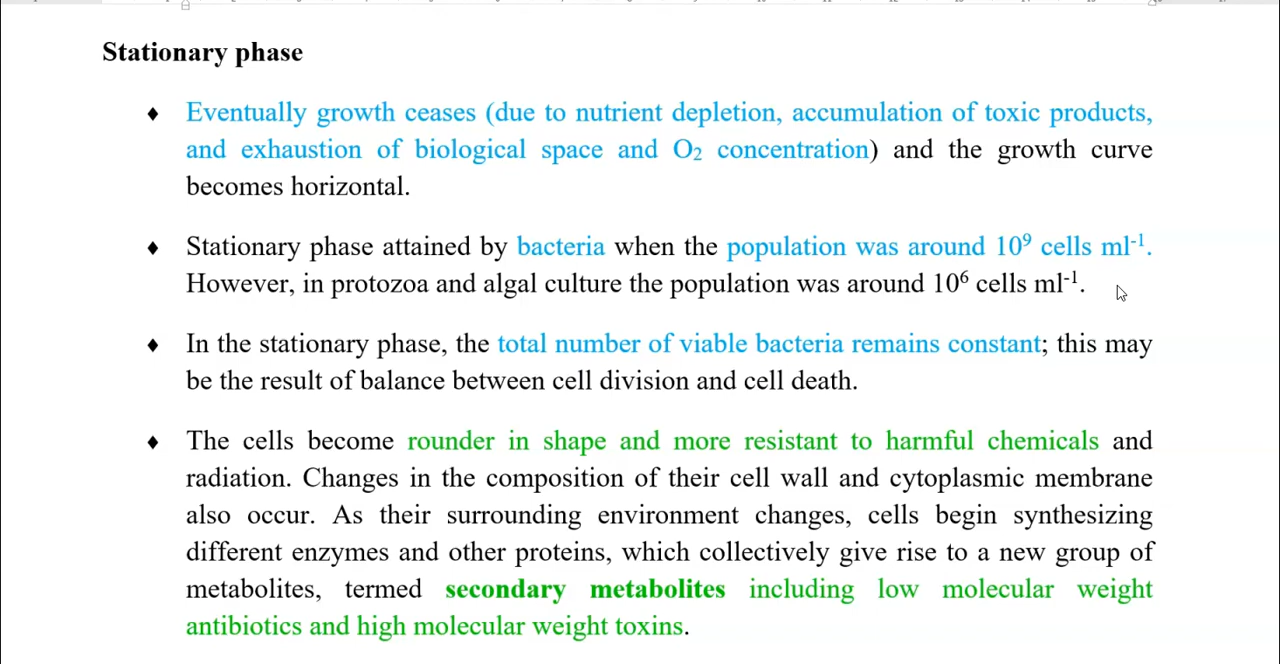 Stationary phase
♦ Eventually growth ceases (due to nutrient depletion, accumulation of toxic products,
and exhaustion of biological space and O₂ concentration) and the growth curve
becomes horizontal.
♦ Stationary phase attained by bacteria when the population was around 10⁹ cells ml⁻¹.
However, in protozoa and algal culture the population was around 10⁶ cells ml⁻¹.
♦ In the stationary phase, the total number of viable bacteria remains constant; this may
be the result of balance between cell division and cell death.
♦ The cells become rounder in shape and more resistant to harmful chemicals and
radiation. Changes in the composition of their cell wall and cytoplasmic membrane
also occur. As their surrounding environment changes, cells begin synthesizing
different enzymes and other proteins, which collectively give rise to a new group of
metabolites, termed secondary metabolites including low molecular weight
antibiotics and high molecular weight toxins.